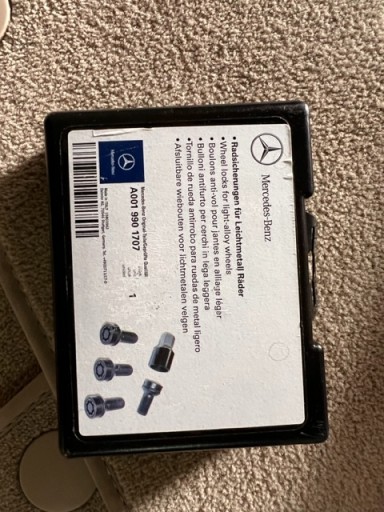 Mercedes-Benz
• Radsicherungen für Leichtmetall Räder
• Wheel locks for light-alloy wheels
• Boulons anti-vol pour jantes en alliage léger
• Bulloni antifurto per cerchi in lega leggera
• Tornillo de rueda antirrobo para ruedas de metal ligero
• Afsluitbare wielbouten voor lichtmetalen velgen
Mercedes-Benz
A001 990 1707
1